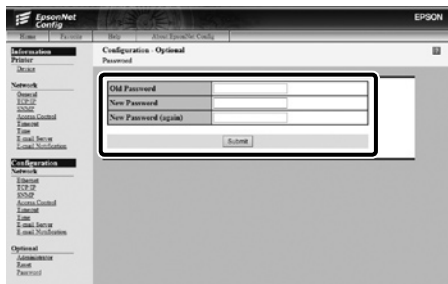 EpsonNet
Config
EPSON
Home
Favorite
Help
About EpsonNet Config
Information
Printer
Device
Network
General
TCP/IP
Access Control
Timeout
Time
E-mail Server
E-mail Notification
Configuration
Network
Ethernet
TCP/IP
SNMP
Access Control
Timeout
Time
E-mail Server
E-mail Notification
Optional
Administrator
Reset
Password
Configuration - Optional
Password
Old Password
New Password
New Password (again)
Submit